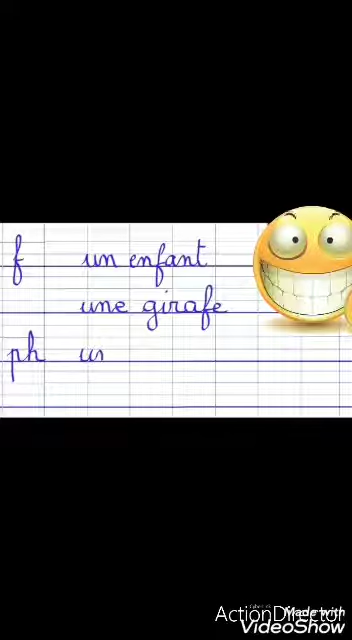 f un enfant
une girafe
ph un
ActionDirector
Made with
VideoShow